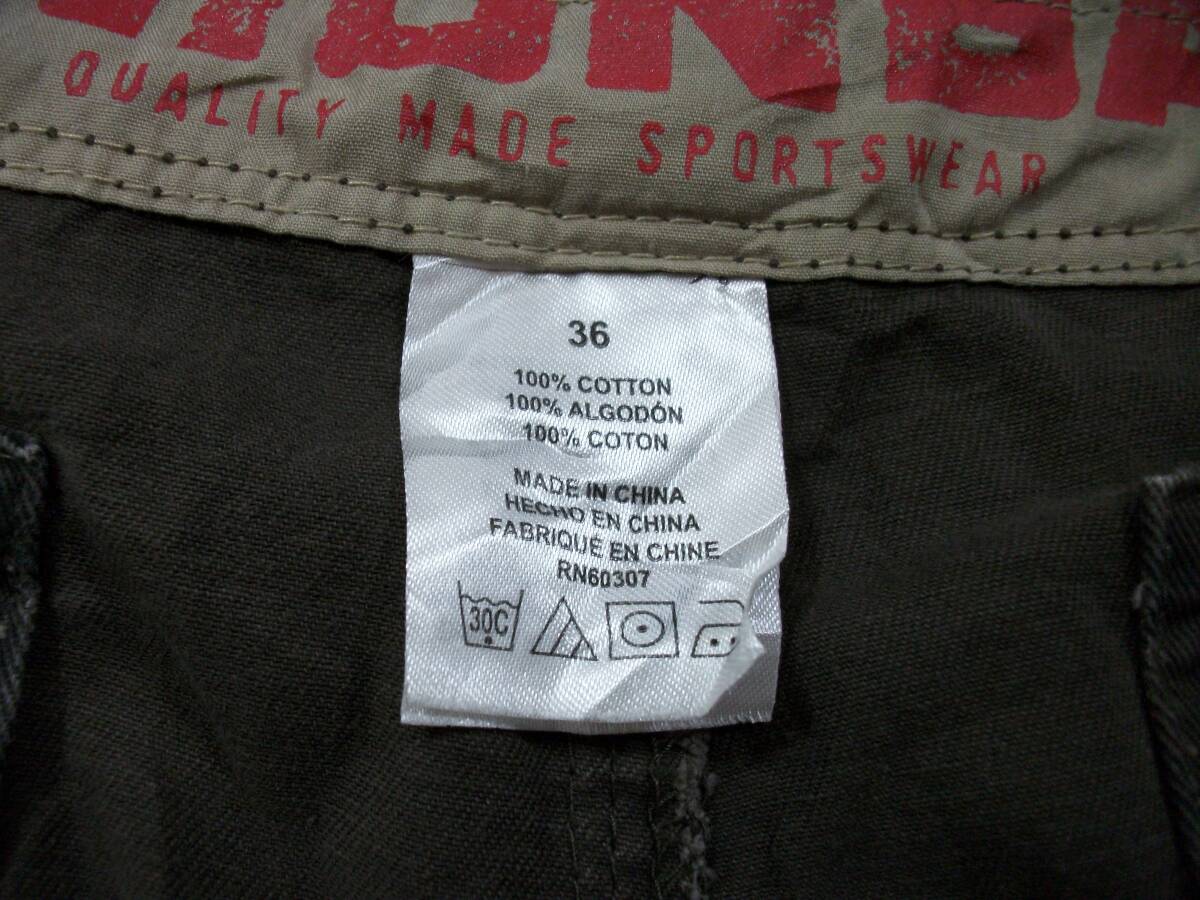 QUALITY MADE SPORTSWEAR
36
100% COTTON
100% ALGODÓN
100% COTON
MADE IN CHINA
HECHO EN CHINA
FABRIQUE EN CHINE
RN60307
30C